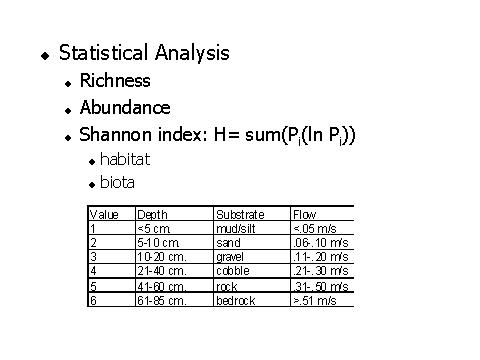 Statistical Analysis
Richness
Abundance
Shannon index: H= sum(Pi(ln Pi))
habitat
biota
Value Depth Substrate Flow
1 <5 cm. mud/silt <.05 m/s
2 5-10 cm. sand .06-.10 m/s
3 10-20 cm. gravel .11-.20 m/s
4 21-40 cm. cobble .21-.30 m/s
5 41-60 cm. rock .31-.50 m/s
6 61-85 cm. bedrock >.51 m/s